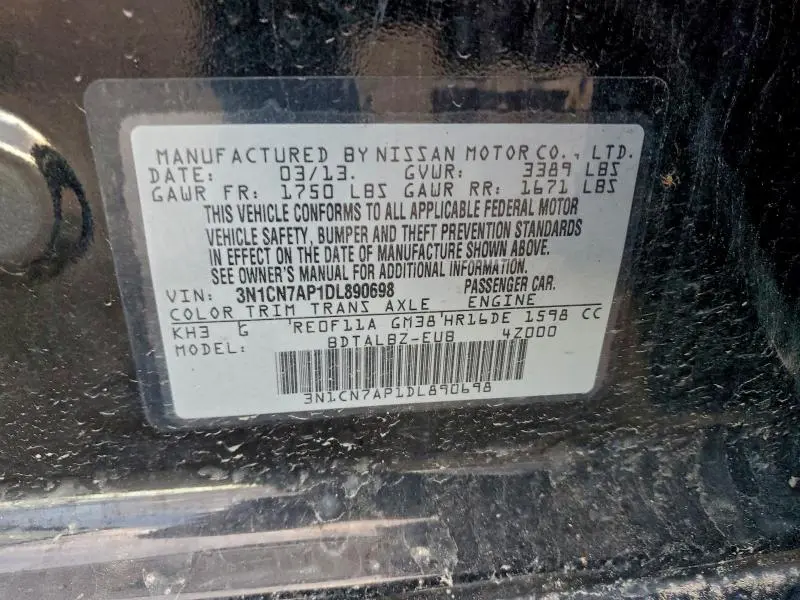 MANUFACTURED BY NISSAN MOTOR CO., LTD.
DATE: 03/13. GVWR: 3389 LBS
GAWR FR: 1750 LBS GAWR RR: 1671 LBS
THIS VEHICLE CONFORMS TO ALL APPLICABLE FEDERAL MOTOR
VEHICLE SAFETY, BUMPER AND THEFT PREVENTION STANDARDS
IN EFFECT ON THE DATE OF MANUFACTURE SHOWN ABOVE.
SEE OWNER'S MANUAL FOR ADDITIONAL INFORMATION.
VIN: 3N1CN7AP1DL890698 PASSENGER CAR.
COLOR TRIM TRANS AXLE ENGINE
KH3 G RE0F11A GM38 HR16DE 1598 CC
MODEL: BDTALBZ-EUB 4Z000
3N1CN7AP1DL890698